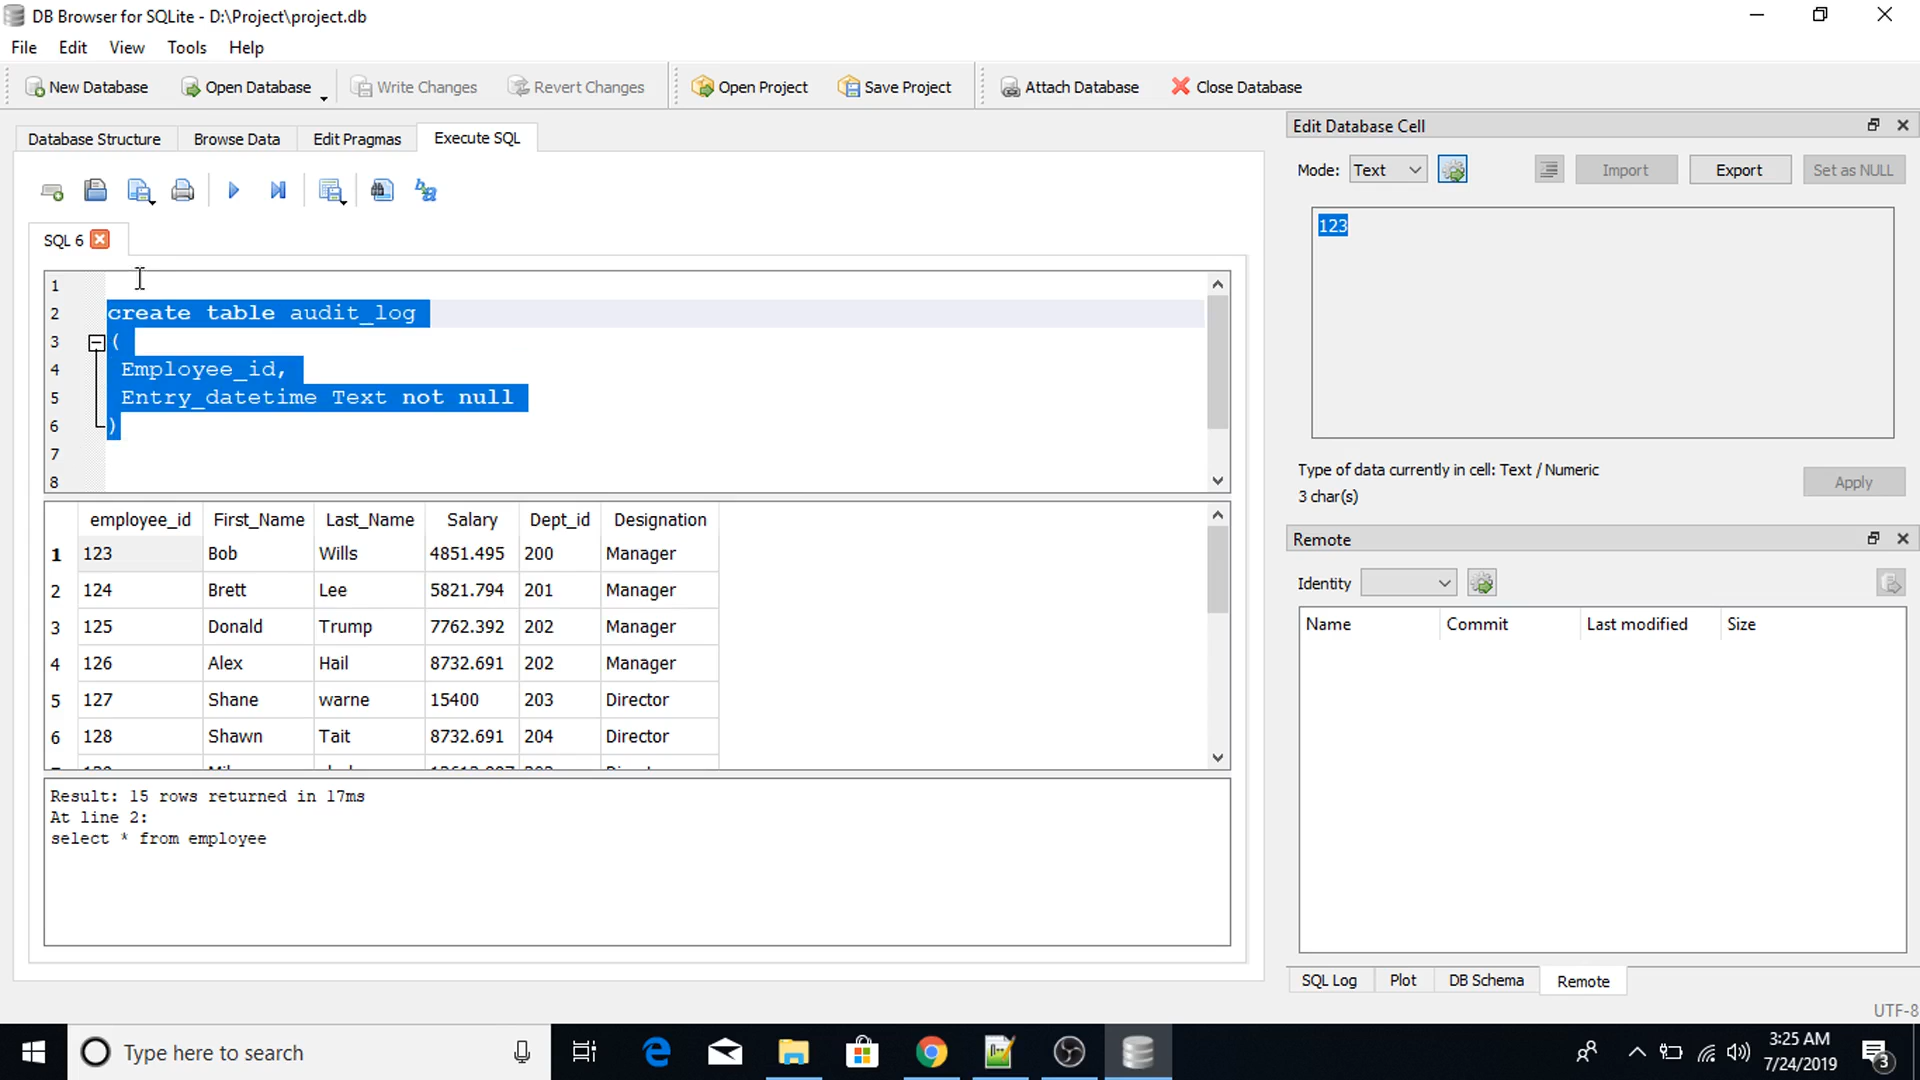 DB Browser for SQLite - D:\Project\project.db
File Edit View Tools Help
New Database Open Database Write Changes Revert Changes Open Project Save Project Attach Database Close Database
Database Structure Browse Data Edit Pragmas Execute SQL
SQL 6
1
2 create table audit_log
3 (
4 Employee_id,
5 Entry_datetime Text not null
6 )
7
8
employee_id First_Name Last_Name Salary Dept_id Designation
1 123 Bob Wills 4851.495 200 Manager
2 124 Brett Lee 5821.794 201 Manager
3 125 Donald Trump 7762.392 202 Manager
4 126 Alex Hail 8732.691 202 Manager
5 127 Shane warne 15400 203 Director
6 128 Shawn Tait 8732.691 204 Director
Result: 15 rows returned in 17ms
At line 2:
select * from employee
Edit Database Cell
Mode: Text Import Export Set as NULL
123
Type of data currently in cell: Text / Numeric
3 char(s)
Apply
Remote
Identity
Name Commit Last modified Size
SQL Log Plot DB Schema Remote
UTF-8
Type here to search
3:25 AM
7/24/2019
3